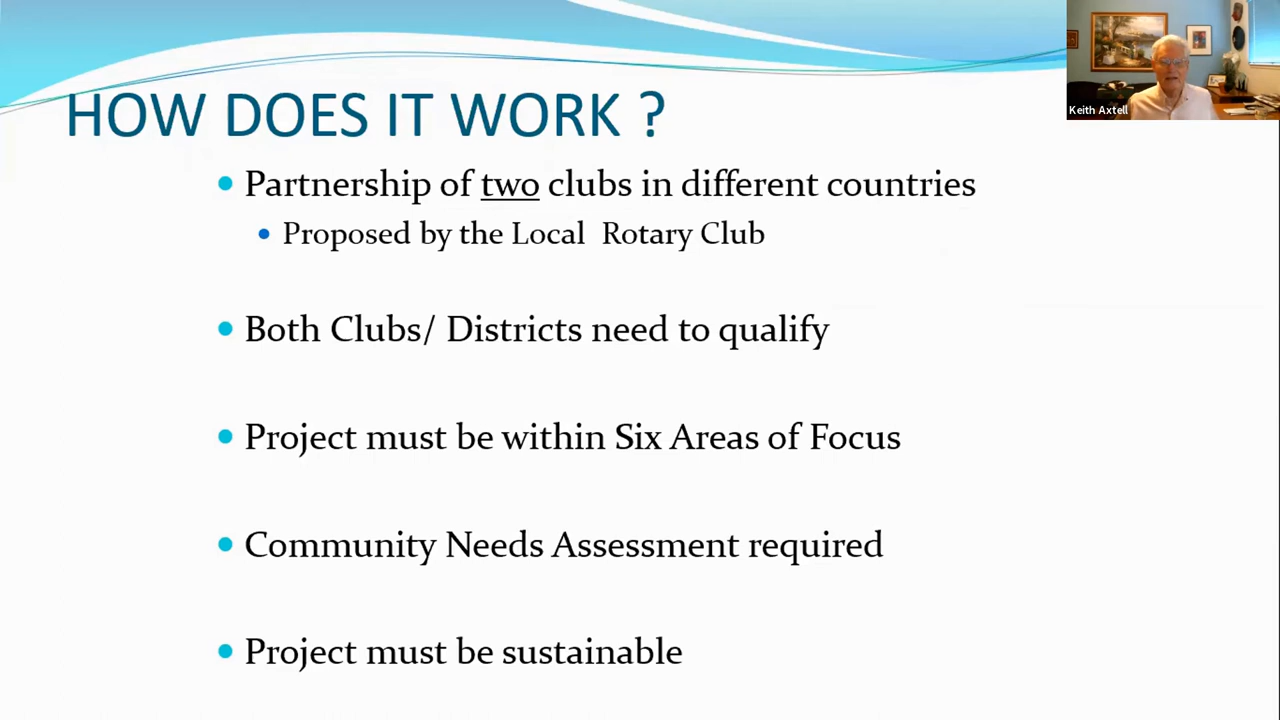 HOW DOES IT WORK ?
Keith Axtell
• Partnership of two clubs in different countries
• Proposed by the Local Rotary Club
• Both Clubs/ Districts need to qualify
• Project must be within Six Areas of Focus
• Community Needs Assessment required
• Project must be sustainable